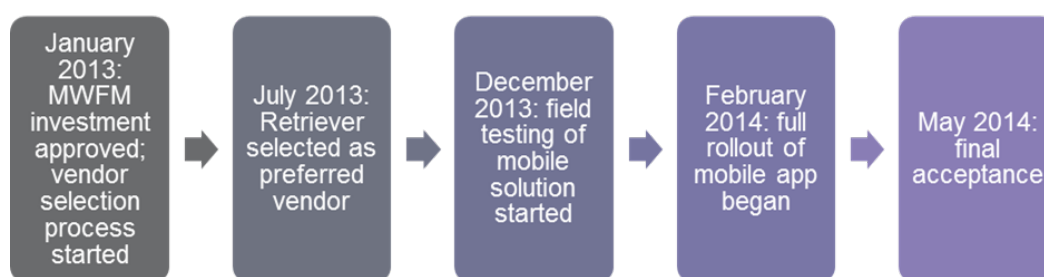 January
2013:
MWFM
investment
approved;
vendor
selection
process
started
July 2013:
Retriever
selected as
preferred
vendor
December
2013: field
testing of
mobile
solution
started
February
2014: full
rollout of
mobile app
began
May 2014:
final
acceptance